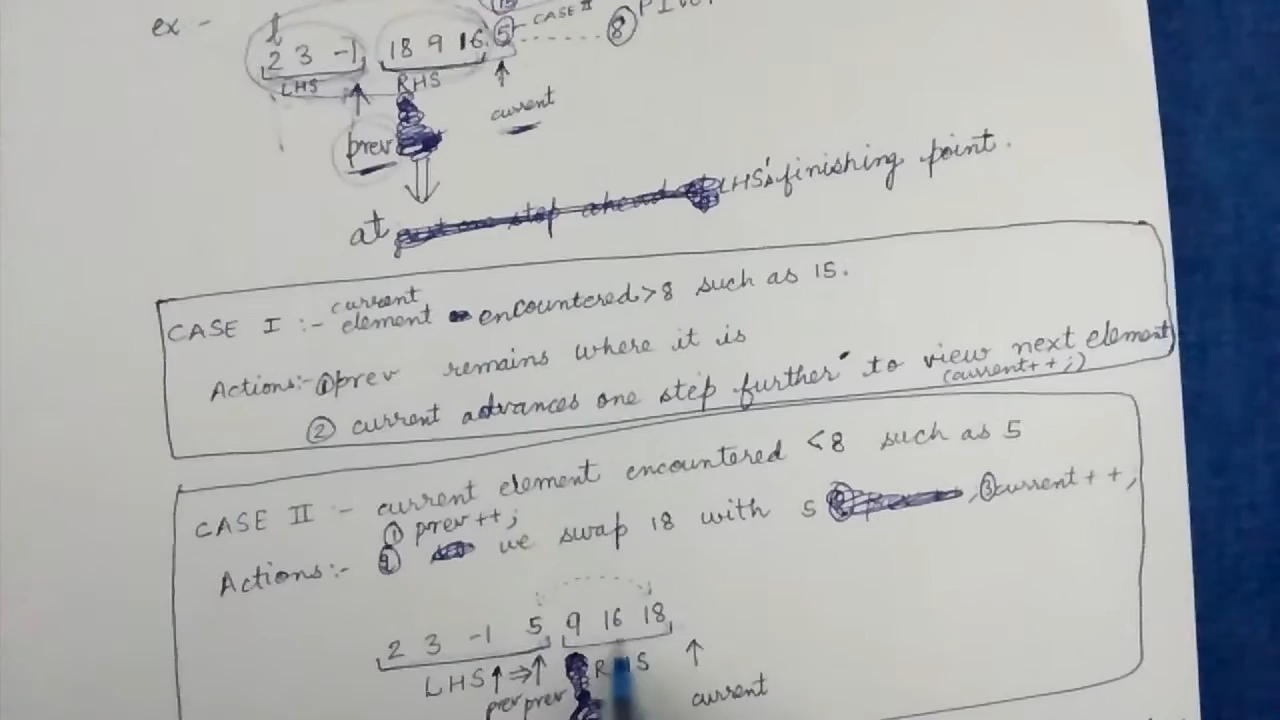 ex - 2 3 -1 18 9 16 5 CASE II 8
LHS RHS
prev current
at LHS's finishing point.
CASE I :- current element encountered > 8 such as 15.
Actions:- ① prev remains where it is
② current advances one step further to view next element
(current++;)
CASE II :- current element encountered < 8 such as 5
① prev++;
Actions:- ② we swap 18 with 5 , ③ current++;
2 3 -1 5 9 16 18
LHS ⇒ RHS
prev prev current